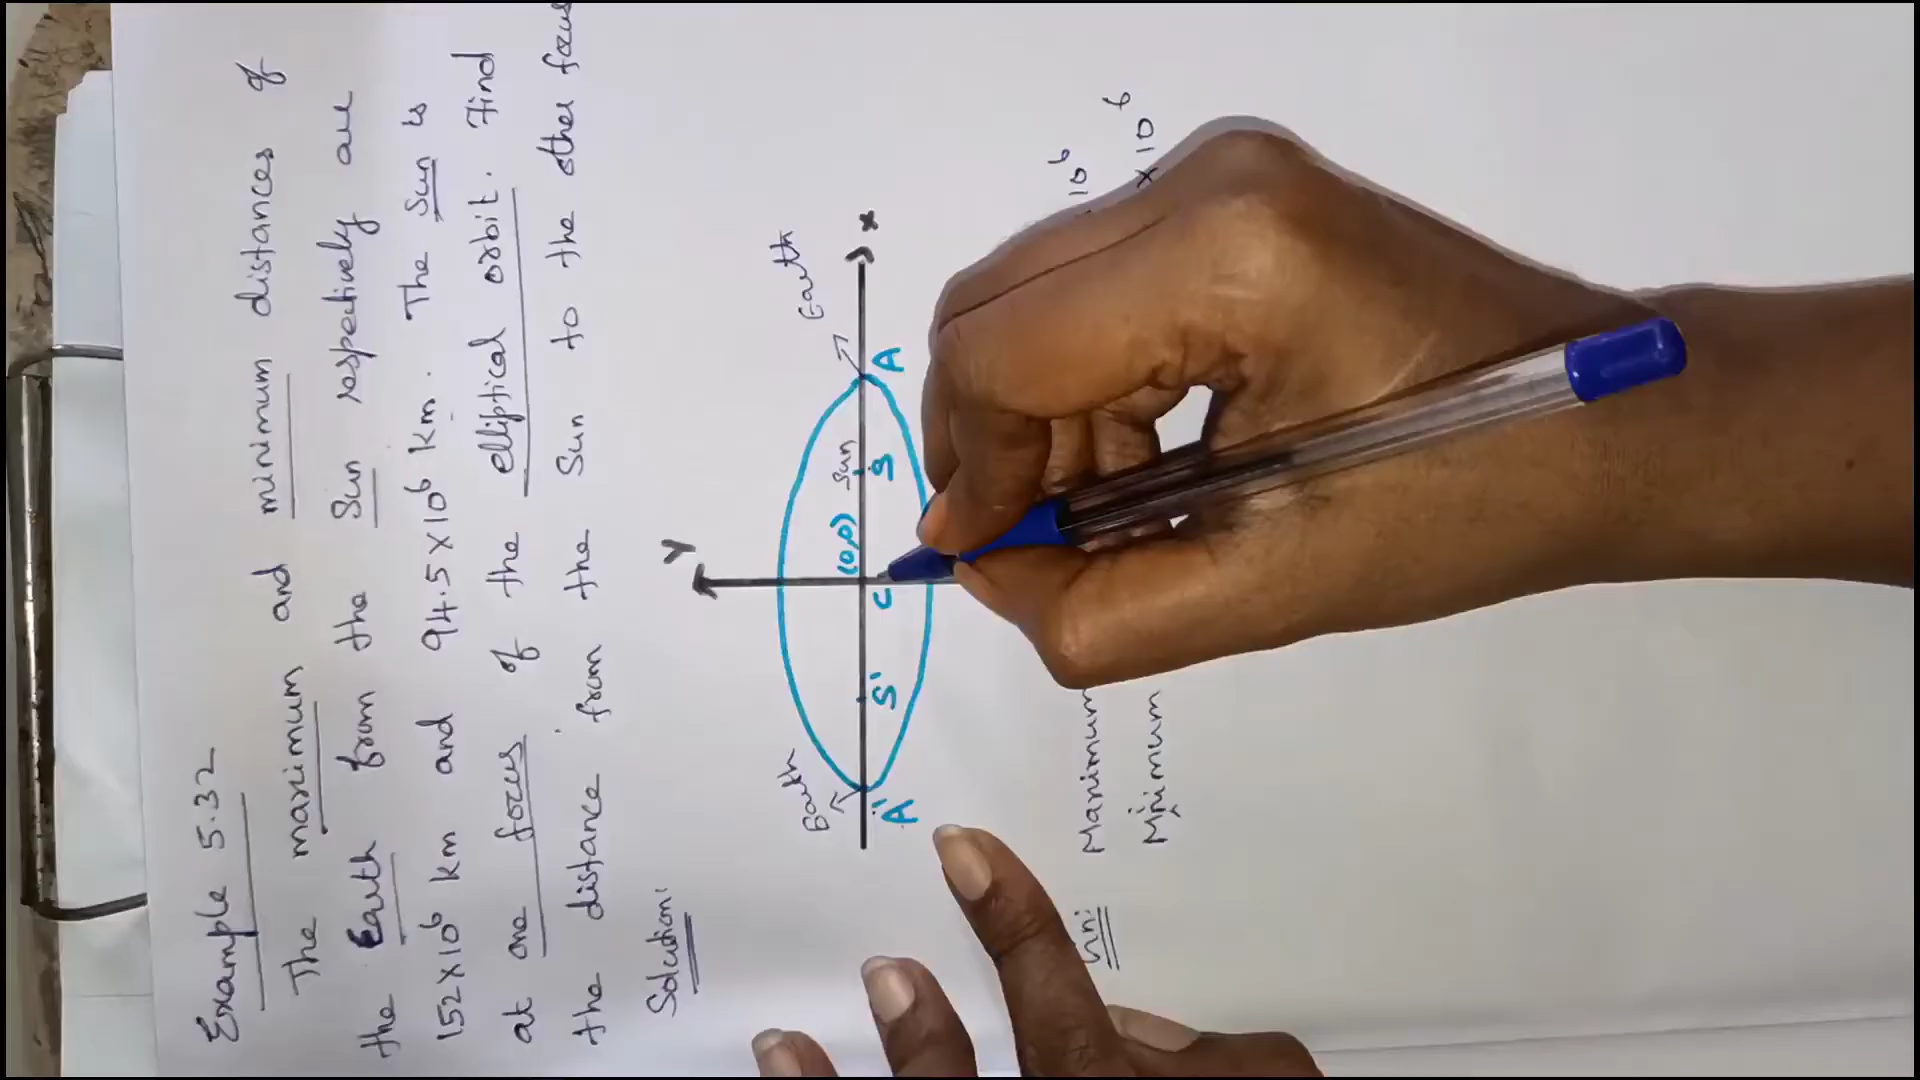 Example 5.32
The maximum and minimum distances of
the Earth from the Sun respectively are
152×10⁶ km and 94.5×10⁶ km. The Sun is
at one focus of the elliptical orbit. Find
the distance from the Sun to the other focus
Solution:
Y
Earth
Sun
(0,0)
Earth
X
A'
S'
C
S
A
Maximum 10⁶
Minimum ×10⁶